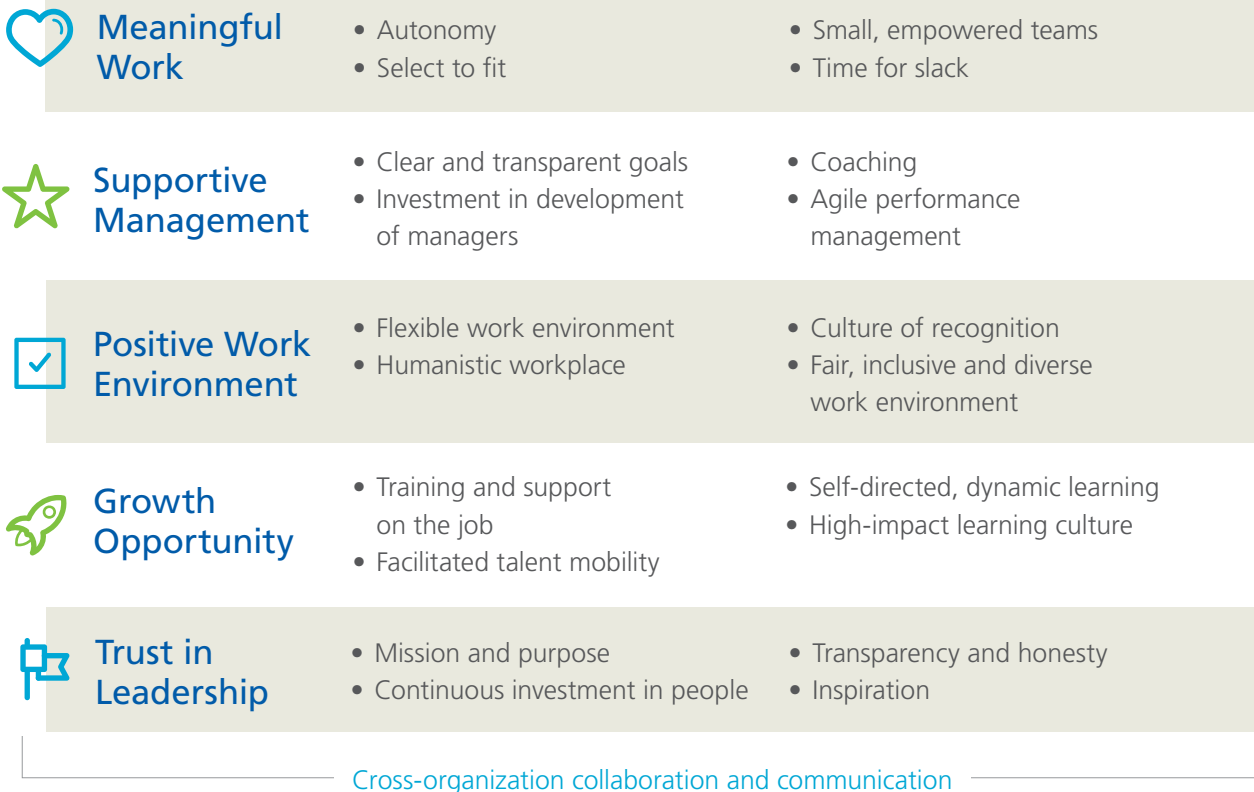 Meaningful
Work
• Autonomy
• Select to fit
• Small, empowered teams
• Time for slack
Supportive
Management
• Clear and transparent goals
• Investment in development
of managers
• Coaching
• Agile performance
management
Positive Work
Environment
• Flexible work environment
• Humanistic workplace
• Culture of recognition
• Fair, inclusive and diverse
work environment
Growth
Opportunity
• Training and support
on the job
• Facilitated talent mobility
• Self-directed, dynamic learning
• High-impact learning culture
Trust in
Leadership
• Mission and purpose
• Continuous investment in people
• Transparency and honesty
• Inspiration
Cross-organization collaboration and communication